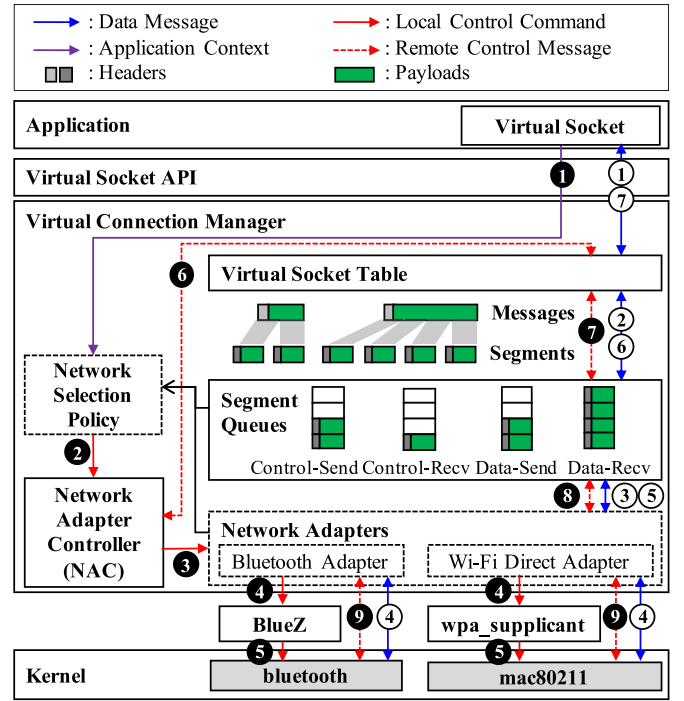 : Data Message
: Local Control Command
: Application Context
: Remote Control Message
: Headers
: Payloads
Application
Virtual Socket
1
1
Virtual Socket API
7
Virtual Connection Manager
6
Virtual Socket Table
Messages
2
7
Segments
6
Network
Selection
Policy
Segment
Queues
2
Control-Send
Control-Recv
Data-Send
Data-Recv
8
3
5
Network
Adapter
Controller
(NAC)
Network Adapters
3
Bluetooth Adapter
Wi-Fi Direct Adapter
4
9
4
4
9
4
BlueZ
wpa_supplicant
5
5
Kernel
bluetooth
mac80211